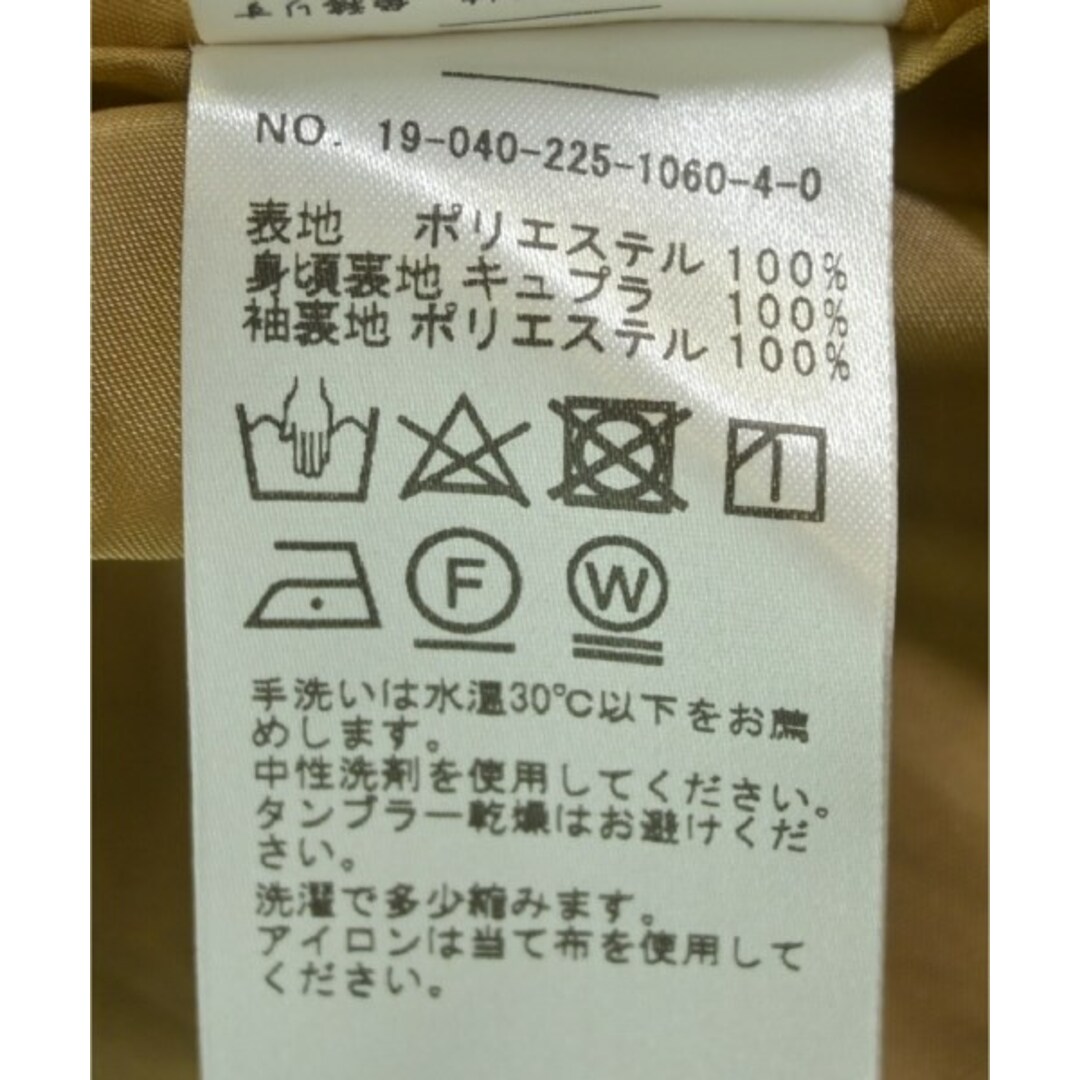 NO. 19-040-225-1060-4-0
表地 ポリエステル 100%
身頃裏地 キュプラ 100%
袖裏地 ポリエステル 100%
F W
手洗いは水温30℃以下をお薦
めします。
中性洗剤を使用してください。
タンブラー乾燥はお避けくだ
さい。
洗濯で多少縮みます。
アイロンは当て布を使用して
ください。